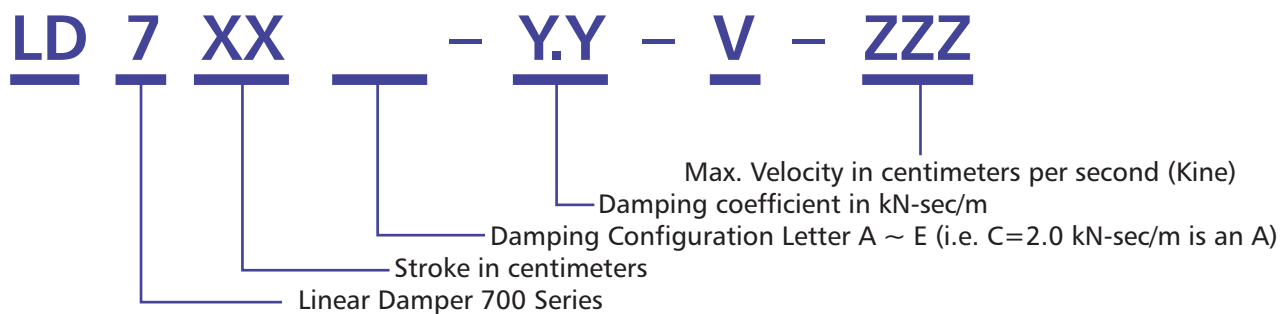 LD 7 XX – Y.Y – V – ZZZ
Max. Velocity in centimeters per second (Kine)
Damping coefficient in kN-sec/m
Damping Configuration Letter A ~ E (i.e. C=2.0 kN-sec/m is an A)
Stroke in centimeters
Linear Damper 700 Series